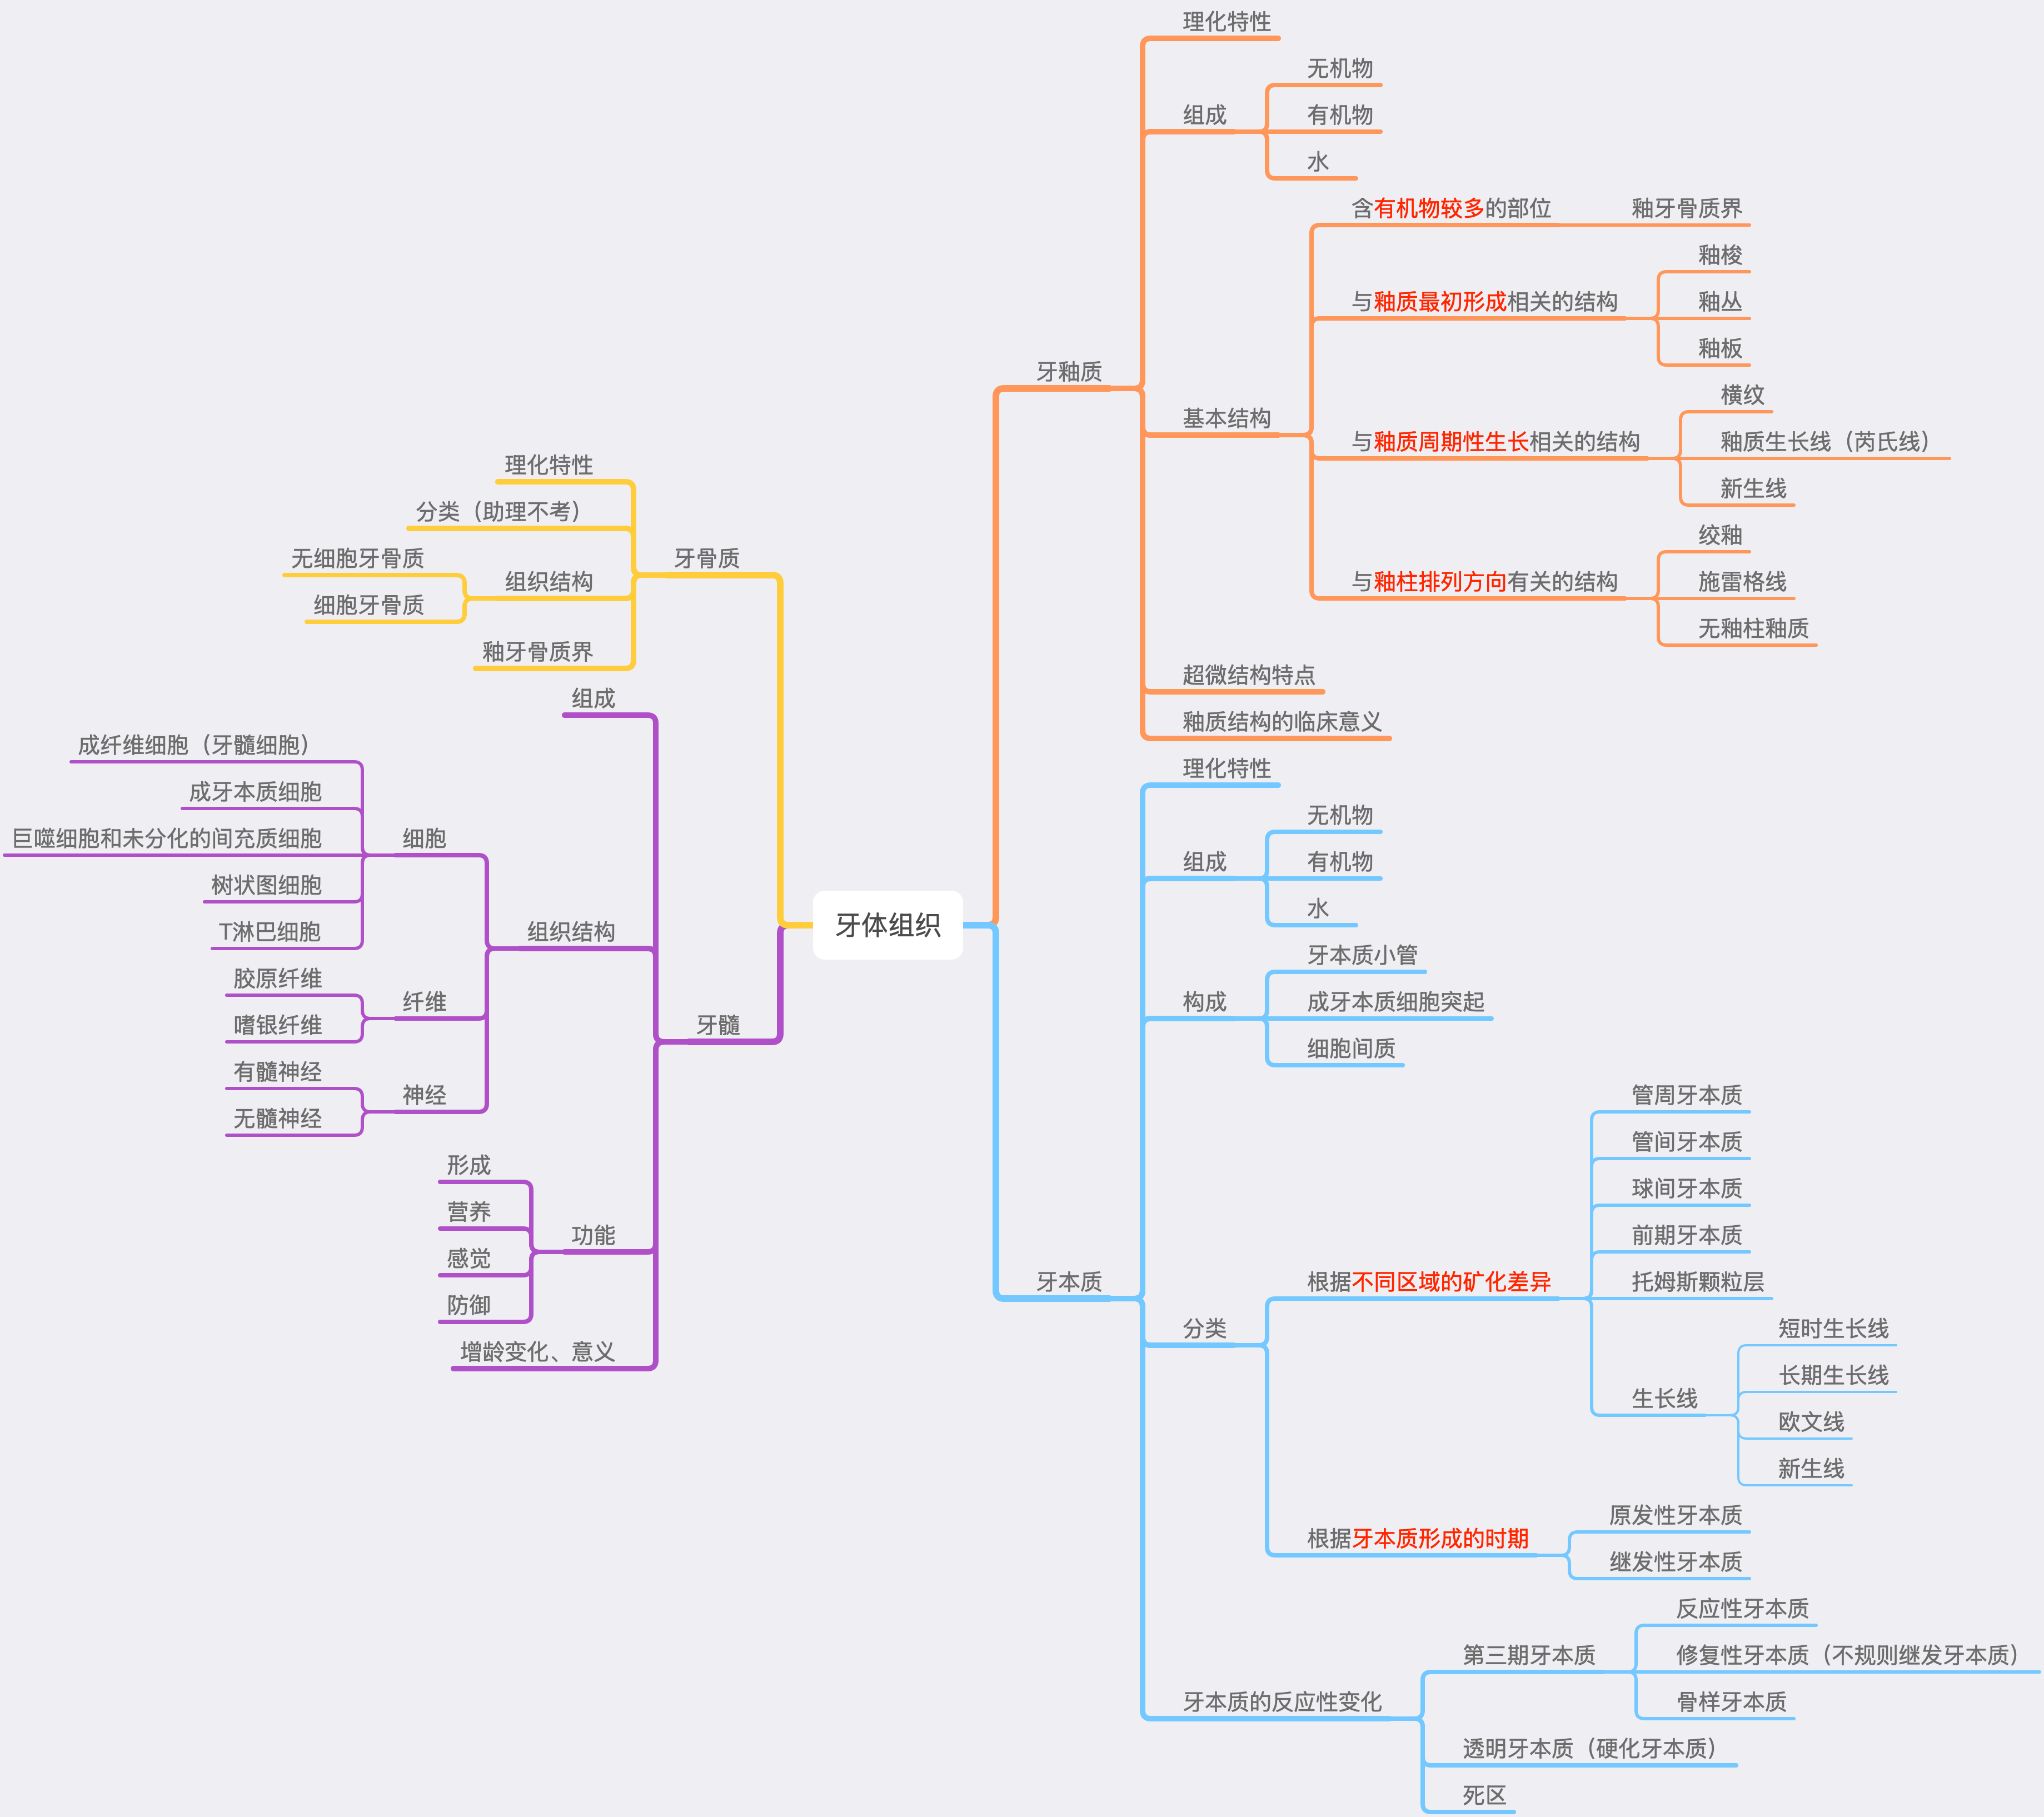 牙体组织
牙釉质
理化特性
组成
无机物
有机物
水
基本结构
含有机物较多的部位
釉牙骨质界
与釉质最初形成相关的结构
釉梭
釉丛
釉板
与釉质周期性生长相关的结构
横纹
釉质生长线（芮氏线）
新生线
与釉柱排列方向有关的结构
绞釉
施雷格线
无釉柱釉质
超微结构特点
釉质结构的临床意义
牙本质
理化特性
组成
无机物
有机物
水
构成
牙本质小管
成牙本质细胞突起
细胞间质
分类
根据不同区域的矿化差异
管周牙本质
管间牙本质
球间牙本质
前期牙本质
托姆斯颗粒层
生长线
短时生长线
长期生长线
欧文线
新生线
根据牙本质形成的时期
原发性牙本质
继发性牙本质
牙本质的反应性变化
第三期牙本质
反应性牙本质
修复性牙本质（不规则继发牙本质）
骨样牙本质
透明牙本质（硬化牙本质）
死区
牙骨质
理化特性
分类（助理不考）
组织结构
无细胞牙骨质
细胞牙骨质
釉牙骨质界
牙髓
组成
组织结构
细胞
成纤维细胞（牙髓细胞）
成牙本质细胞
巨噬细胞和未分化的间充质细胞
树状图细胞
T淋巴细胞
纤维
胶原纤维
嗜银纤维
神经
有髓神经
无髓神经
功能
形成
营养
感觉
防御
增龄变化、意义